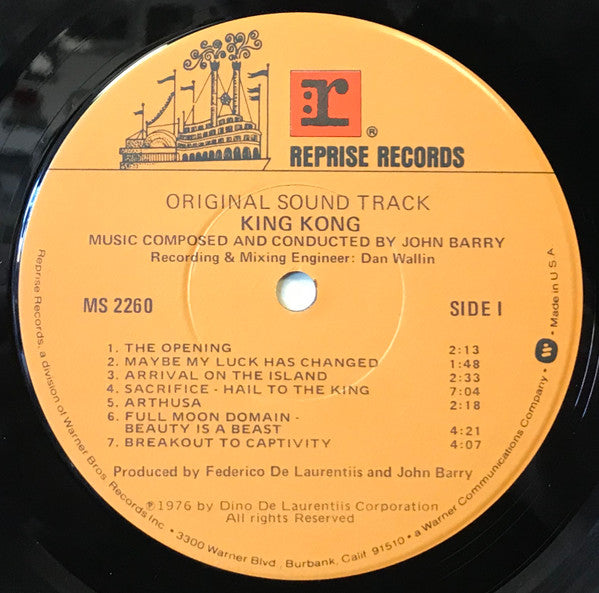 r
®
REPRISE RECORDS
ORIGINAL SOUND TRACK
KING KONG
MUSIC COMPOSED AND CONDUCTED BY JOHN BARRY
Recording & Mixing Engineer: Dan Wallin
MS 2260
SIDE I
1. THE OPENING 2:13
2. MAYBE MY LUCK HAS CHANGED 1:48
3. ARRIVAL ON THE ISLAND 2:33
4. SACRIFICE - HAIL TO THE KING 7:04
5. ARTHUSA 2:18
6. FULL MOON DOMAIN -
BEAUTY IS A BEAST 4:21
7. BREAKOUT TO CAPTIVITY 4:07
Produced by Federico De Laurentiis and John Barry
℗1976 by Dino De Laurentiis Corporation
All rights Reserved
Reprise Records, a division of Warner Bros. Records Inc. • 3300 Warner Blvd., Burbank, Calif. 91510 • a Warner Communications Company • Made in U.S.A.